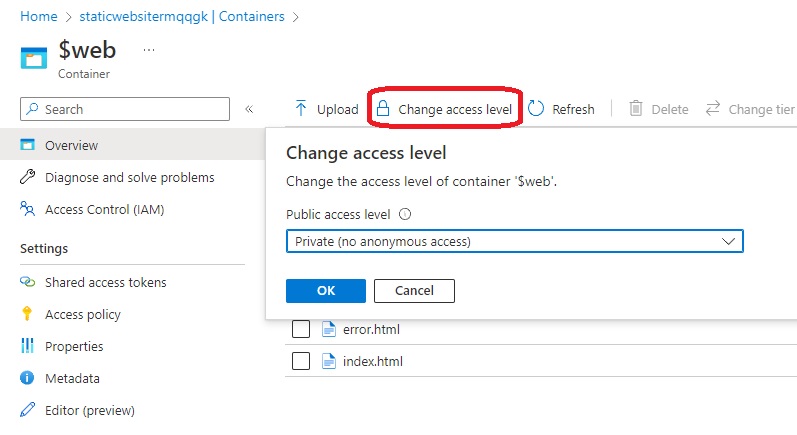 Home > staticwebsitermqqgk | Containers >
$web ...
Container
Search «
Upload Change access level Refresh Delete Change tier
Overview
Diagnose and solve problems
Access Control (IAM)
Settings
Shared access tokens
Access policy
Properties
Metadata
Editor (preview)
Change access level
Change the access level of container '$web'.
Public access level
Private (no anonymous access)
OK Cancel
error.html
index.html